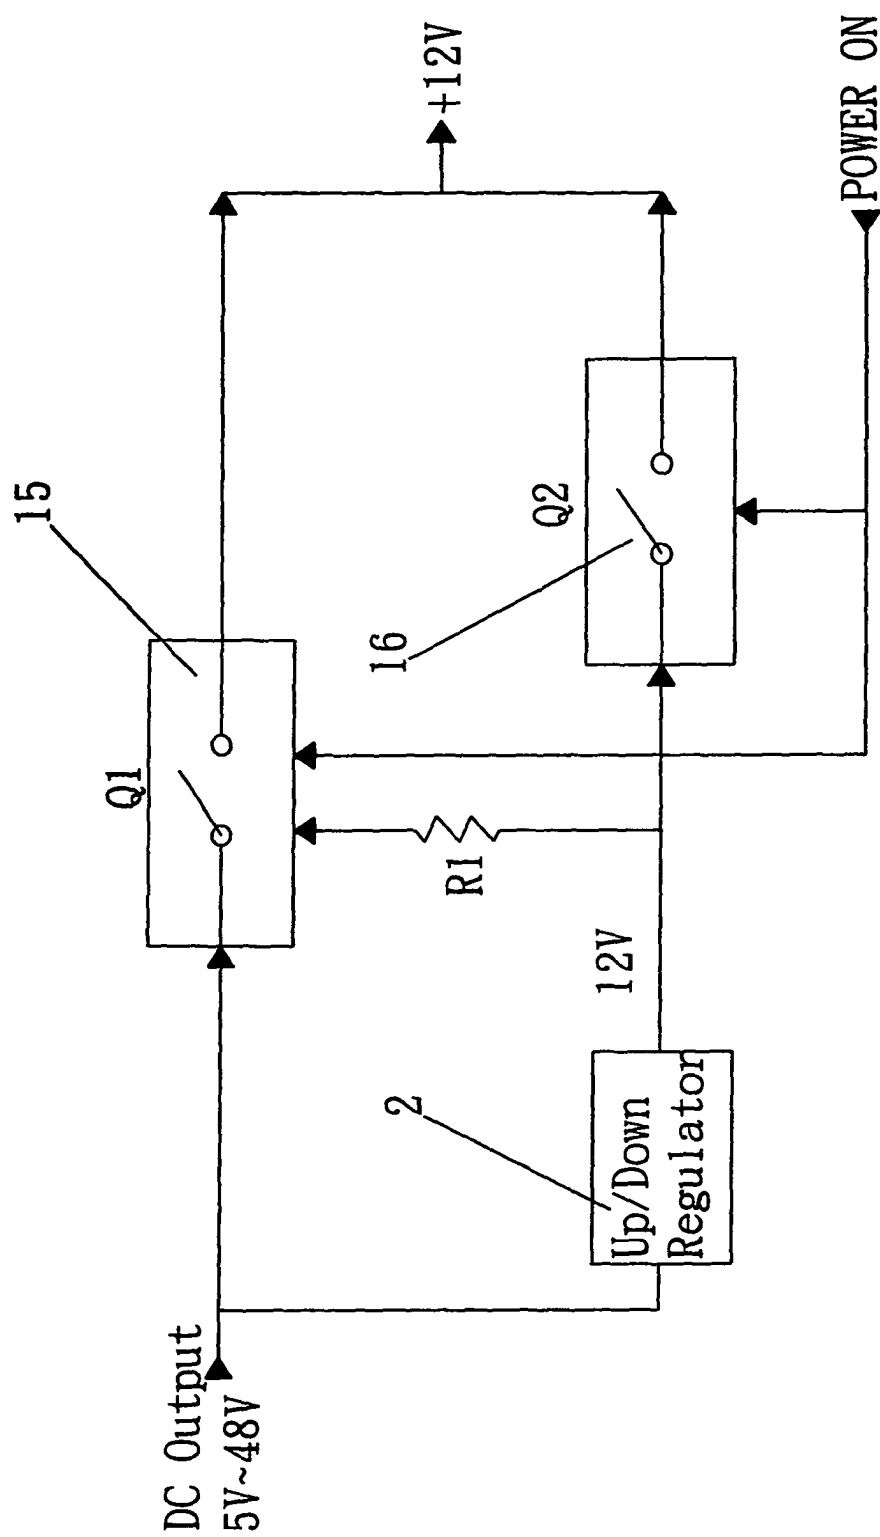 DC Output
5V~48V
Q1
15
R1
12V
2
Up/Down
Regulator
Q2
16
+12V
POWER ON